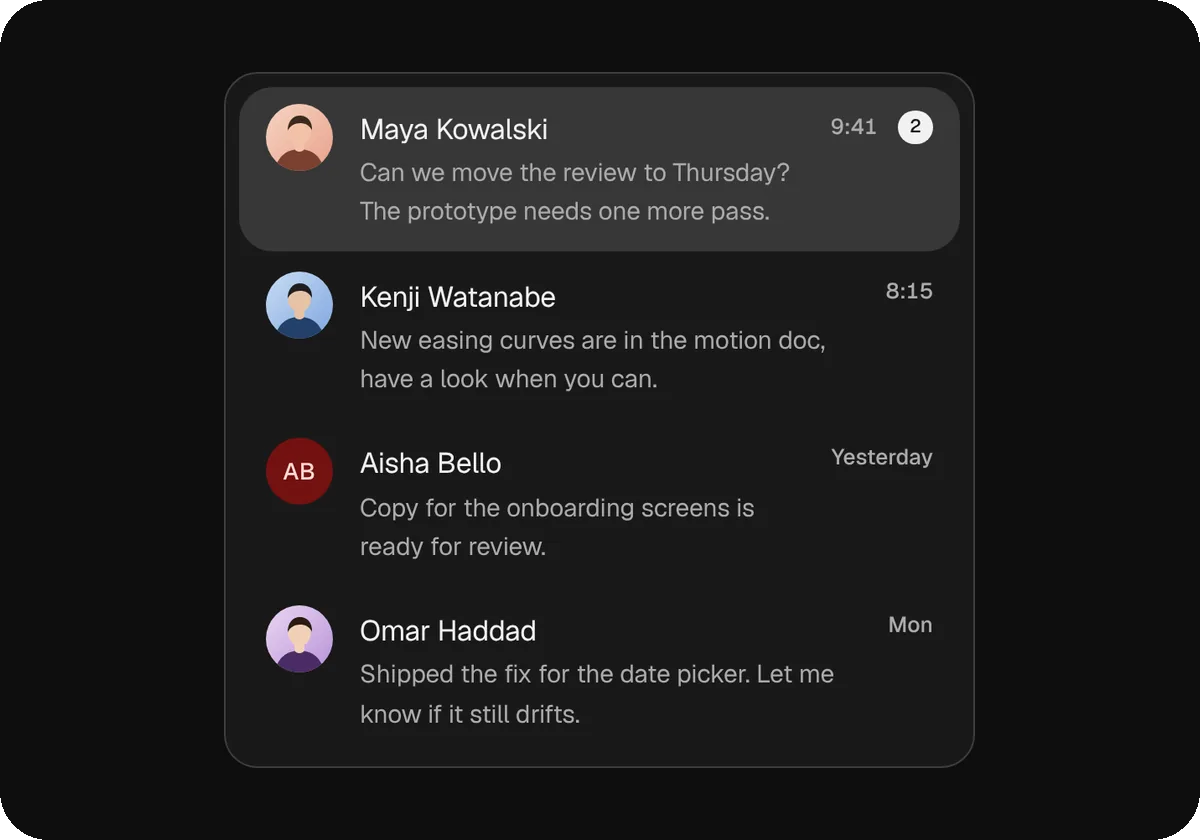 Maya Kowalski 9:41 2
Can we move the review to Thursday?
The prototype needs one more pass.
Kenji Watanabe 8:15
New easing curves are in the motion doc,
have a look when you can.
AB Aisha Bello Yesterday
Copy for the onboarding screens is
ready for review.
Omar Haddad Mon
Shipped the fix for the date picker. Let me
know if it still drifts.